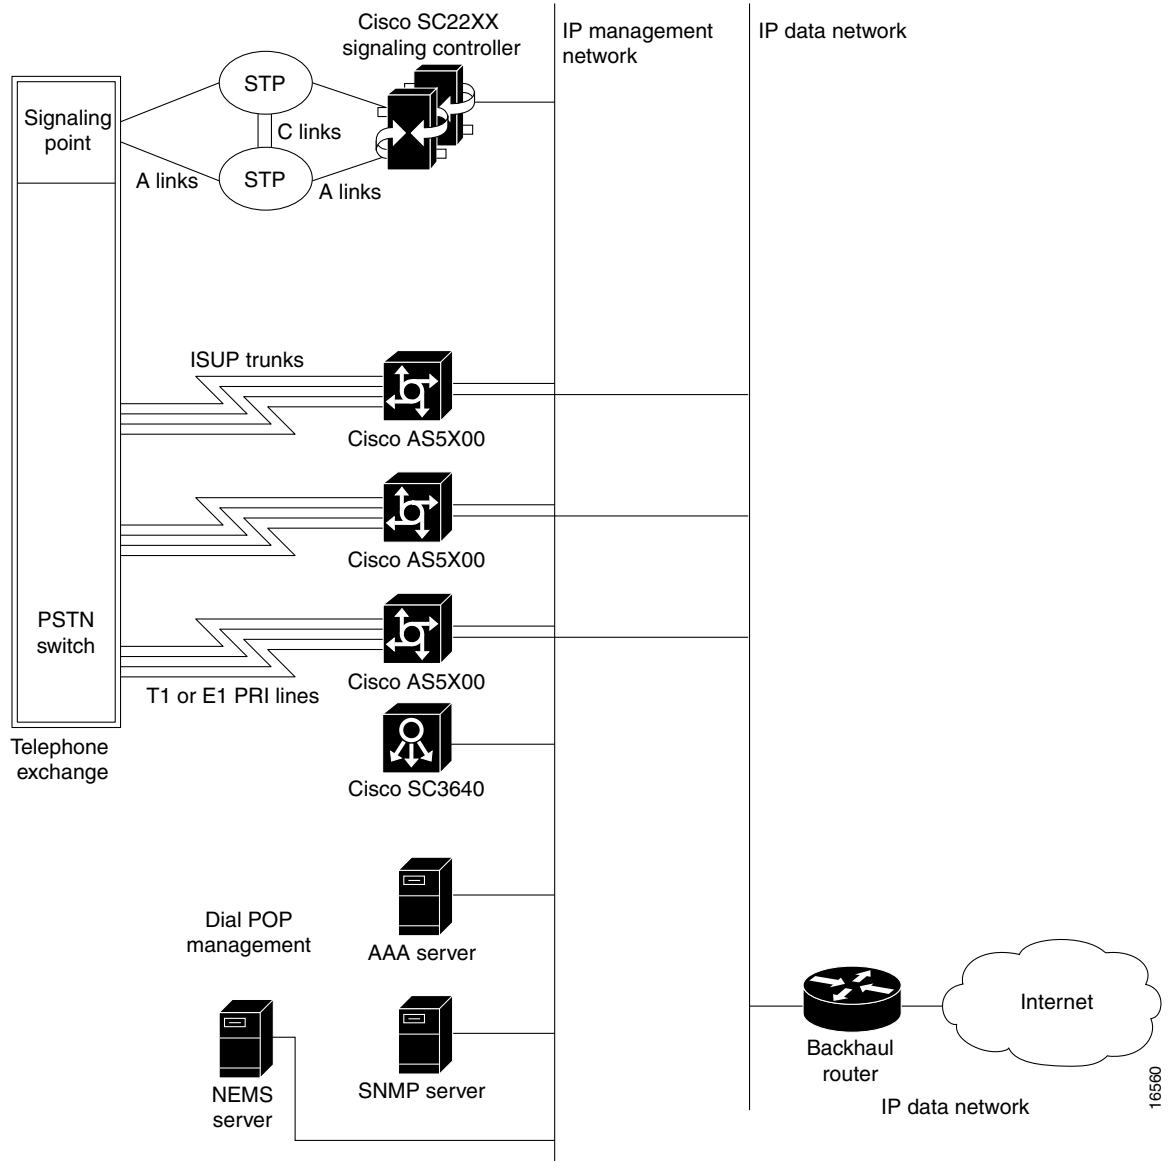 Cisco SC22XX
signaling controller
IP management
network
IP data network
STP
Signaling
point
C links
STP
A links
A links
ISUP trunks
Cisco AS5X00
Cisco AS5X00
PSTN
switch
T1 or E1 PRI lines
Cisco AS5X00
Telephone
exchange
Cisco SC3640
Dial POP
management
AAA server
Internet
Backhaul
router
NEMS
server
SNMP server
IP data network
16560